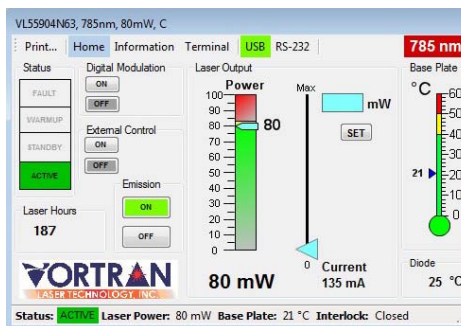 VL55904N63, 785nm, 80mW, C
Print... Home Information Terminal USB RS-232 785 nm
Status Digital Modulation Laser Output Base Plate
ON
OFF
FAULT
WARMUP
STANDBY
ACTIVE
External Control
ON
OFF
Emission
ON
OFF
Laser Hours
187
VORTRAN
LASER TECHNOLOGY, INC.
Power
100
90
80
70
60
50
40
30
20
10
0
80
80 mW
Max
0
mW
SET
Current
135 mA
°C
60
50
40
30
20
10
0
21
Diode
25 °C
Status: ACTIVE Laser Power: 80 mW Base Plate: 21 °C Interlock: Closed